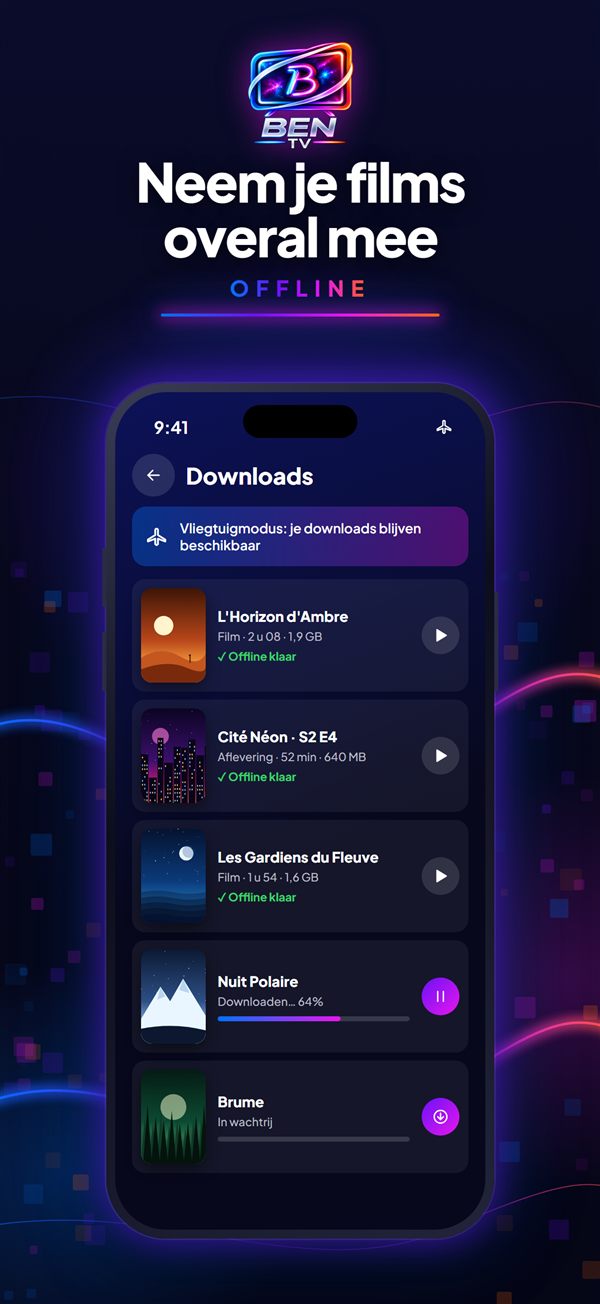 B
BEN
TV
Neem je films
overal mee
OFFLINE
9:41
Downloads
Vliegtuigmodus: je downloads blijven
beschikbaar
L'Horizon d'Ambre
Film · 2 u 08 · 1,9 GB
✓ Offline klaar
Cité Néon · S2 E4
Aflevering · 52 min · 640 MB
✓ Offline klaar
Les Gardiens du Fleuve
Film · 1 u 54 · 1,6 GB
✓ Offline klaar
Nuit Polaire
Downloaden… 64%
Brume
In wachtrij